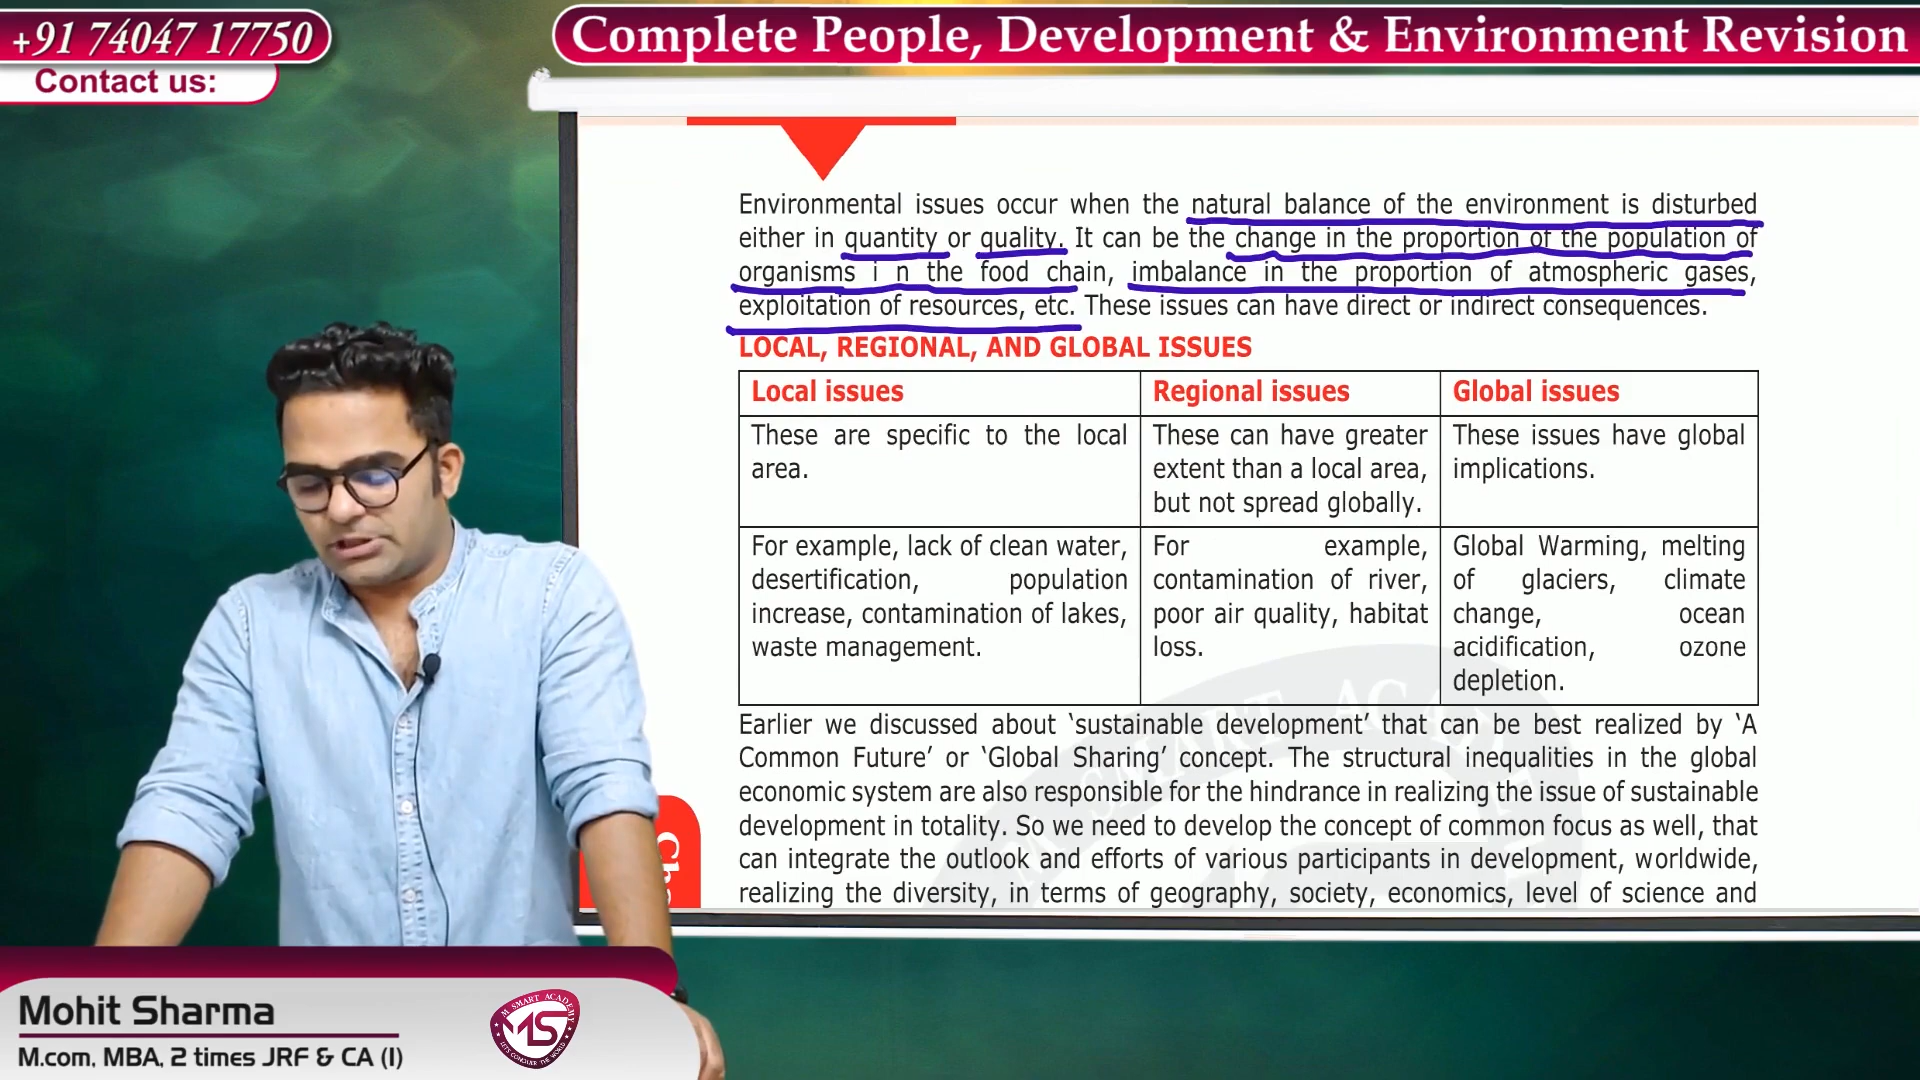 +91 74047 17750
Contact us:
Complete People, Development & Environment Revision
Environmental issues occur when the natural balance of the environment is disturbed
either in quantity or quality. It can be the change in the proportion of the population of
organisms i n the food chain, imbalance in the proportion of atmospheric gases,
exploitation of resources, etc. These issues can have direct or indirect consequences.
LOCAL, REGIONAL, AND GLOBAL ISSUES
Local issues
Regional issues
Global issues
These are specific to the local
area.
These can have greater
extent than a local area,
but not spread globally.
These issues have global
implications.
For example, lack of clean water,
desertification, population
increase, contamination of lakes,
waste management.
For example,
contamination of river,
poor air quality, habitat
loss.
Global Warming, melting
of glaciers, climate
change, ocean
acidification, ozone
depletion.
Earlier we discussed about ‘sustainable development’ that can be best realized by ‘A
Common Future’ or ‘Global Sharing’ concept. The structural inequalities in the global
economic system are also responsible for the hindrance in realizing the issue of sustainable
development in totality. So we need to develop the concept of common focus as well, that
can integrate the outlook and efforts of various participants in development, worldwide,
realizing the diversity, in terms of geography, society, economics, level of science and
Mohit Sharma
M.com, MBA, 2 times JRF & CA (I)
M SMART ACADEMY
MS
LETS CONQUER THE WORLD